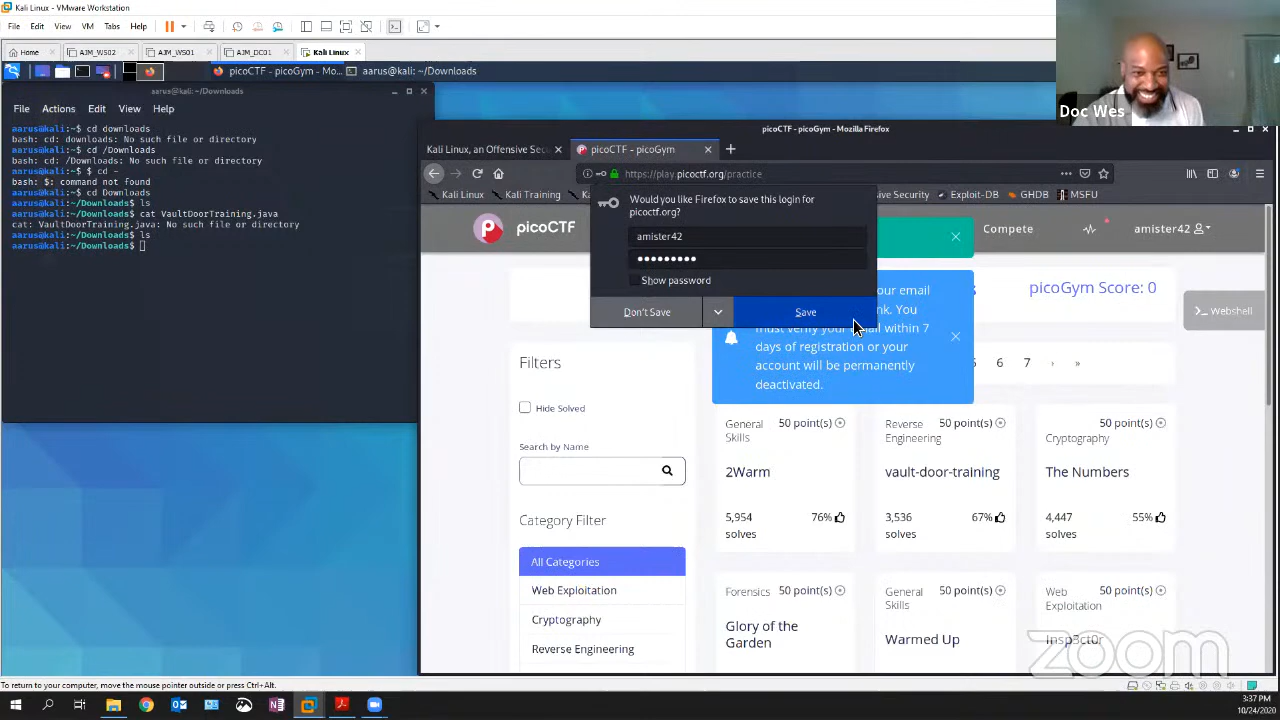 Kali Linux - VMware Workstation
File Edit View VM Tabs Help
Home AJM_WS02 AJM_WS01 AJM_DC01 Kali Linux
picoCTF - picoGym - Mo... aarus@kali: ~/Downloads
aarus@kali: ~/Downloads
File Actions Edit View Help
aarus@kali:~$ cd downloads
bash: cd: downloads: No such file or directory
aarus@kali:~$ cd /Downloads
bash: cd: /Downloads: No such file or directory
aarus@kali:~$ $ cd ~
bash: $: command not found
aarus@kali:~$ cd Downloads
aarus@kali:~/Downloads$ ls
aarus@kali:~/Downloads$ cat VaultDoorTraining.java
cat: VaultDoorTraining.java: No such file or directory
aarus@kali:~/Downloads$ ls
aarus@kali:~/Downloads$
Doc Wes
picoCTF - picoGym - Mozilla Firefox
Kali Linux, an Offensive Sec
picoCTF - picoGym
https://play.picoctf.org/practice
Kali Linux Kali Training ive Security Exploit-DB GHDB MSFU
picoCTF
Compete
amister42
Would you like Firefox to save this login for
picoctf.org?
amister42
Show password
Don't Save
Save
our email
nk. You
must verify your email within 7
days of registration or your
account will be permanently
deactivated.
picoGym Score: 0
Webshell
6 7 › »
Filters
Hide Solved
Search by Name
Category Filter
All Categories
Web Exploitation
Cryptography
Reverse Engineering
General Skills 50 point(s)
2Warm
5,954 solves 76%
Reverse Engineering 50 point(s)
vault-door-training
3,536 solves 67%
Cryptography 50 point(s)
The Numbers
4,447 solves 55%
Forensics 50 point(s)
Glory of the Garden
General Skills 50 point(s)
Warmed Up
Web Exploitation 50 point(s)
Insp3ct0r
zoom
To return to your computer, move the mouse pointer outside or press Ctrl+Alt.
3:37 PM
10/24/2020